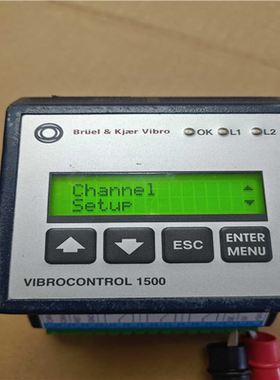 Brüel & Kjær Vibro OK L1 L2
Channel
Setup
ESC
ENTER
MENU
VIBROCONTROL 1500